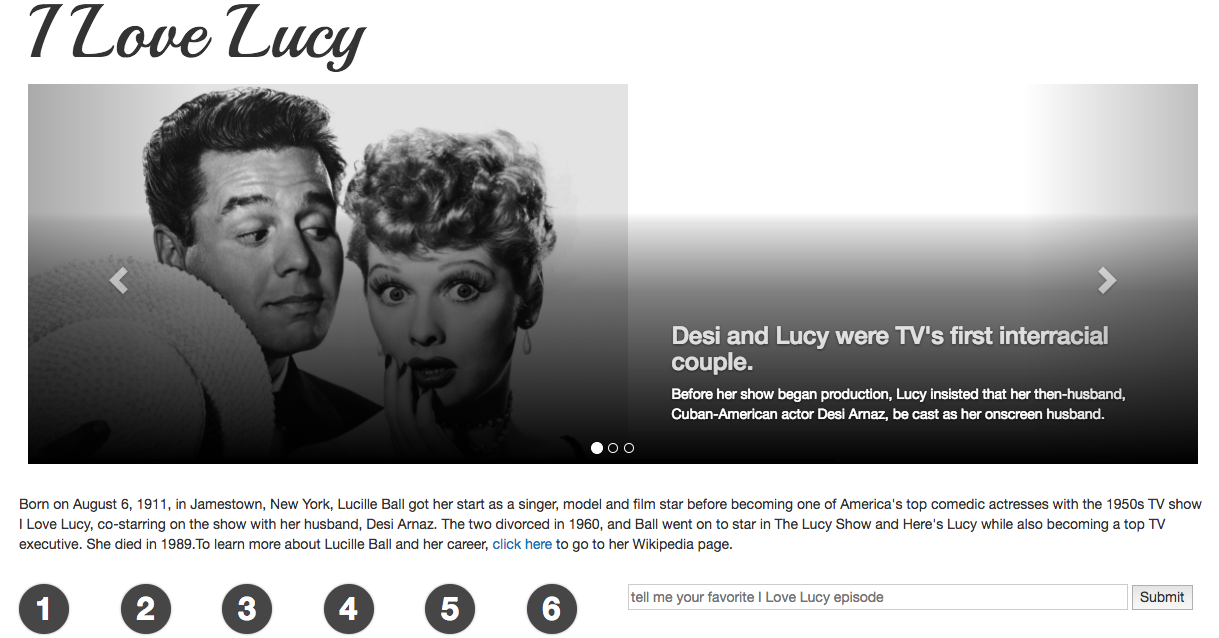 I Love Lucy
Desi and Lucy were TV's first interracial
couple.
Before her show began production, Lucy insisted that her then-husband,
Cuban-American actor Desi Arnaz, be cast as her onscreen husband.
Born on August 6, 1911, in Jamestown, New York, Lucille Ball got her start as a singer, model and film star before becoming one of America's top comedic actresses with the 1950s TV show
I Love Lucy, co-starring on the show with her husband, Desi Arnaz. The two divorced in 1960, and Ball went on to star in The Lucy Show and Here's Lucy while also becoming a top TV
executive. She died in 1989.To learn more about Lucille Ball and her career, click here to go to her Wikipedia page.
1 2 3 4 5 6 tell me your favorite I Love Lucy episode Submit